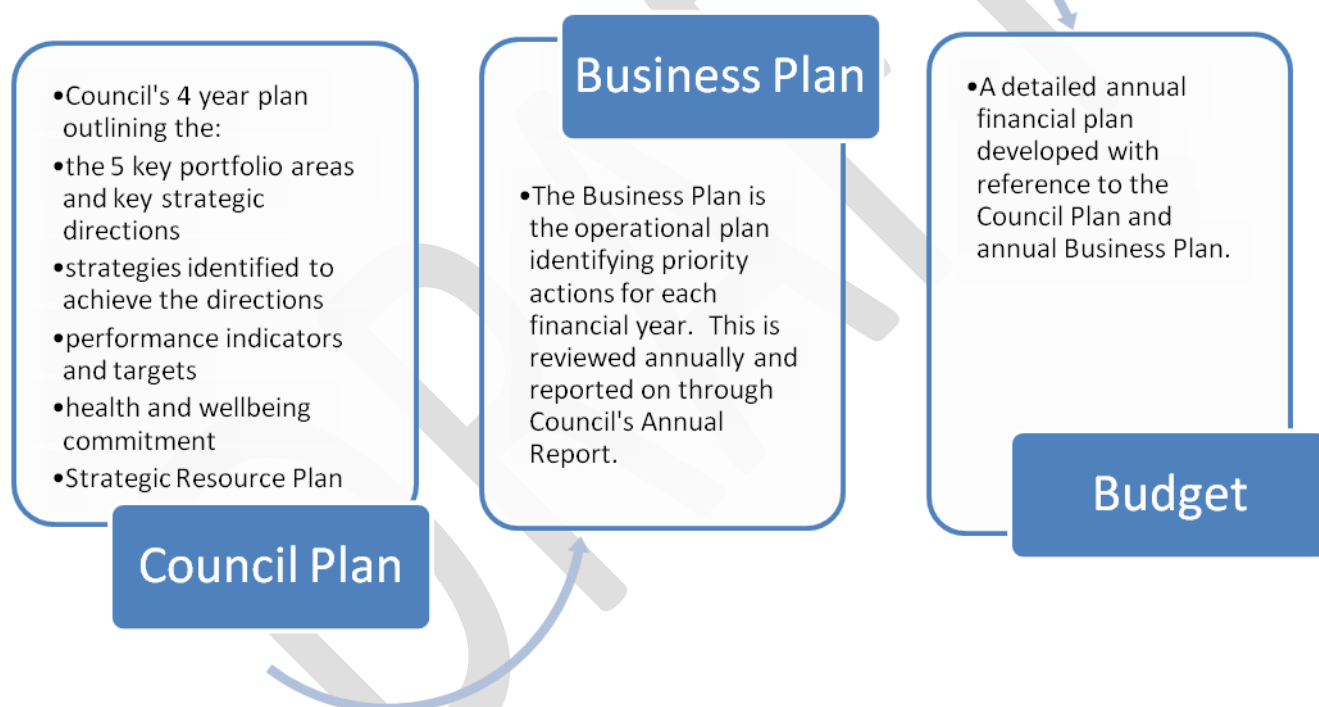 •Council's 4 year plan
outlining the:
•the 5 key portfolio areas
and key strategic
directions
•strategies identified to
achieve the directions
•performance indicators
and targets
•health and wellbeing
commitment
•Strategic Resource Plan
Council Plan
Business Plan
•The Business Plan is
the operational plan
identifying priority
actions for each
financial year.  This is
reviewed annually and
reported on through
Council's Annual
Report.
•A detailed annual
financial plan
developed with
reference to the
Council Plan and
annual Business Plan.
Budget